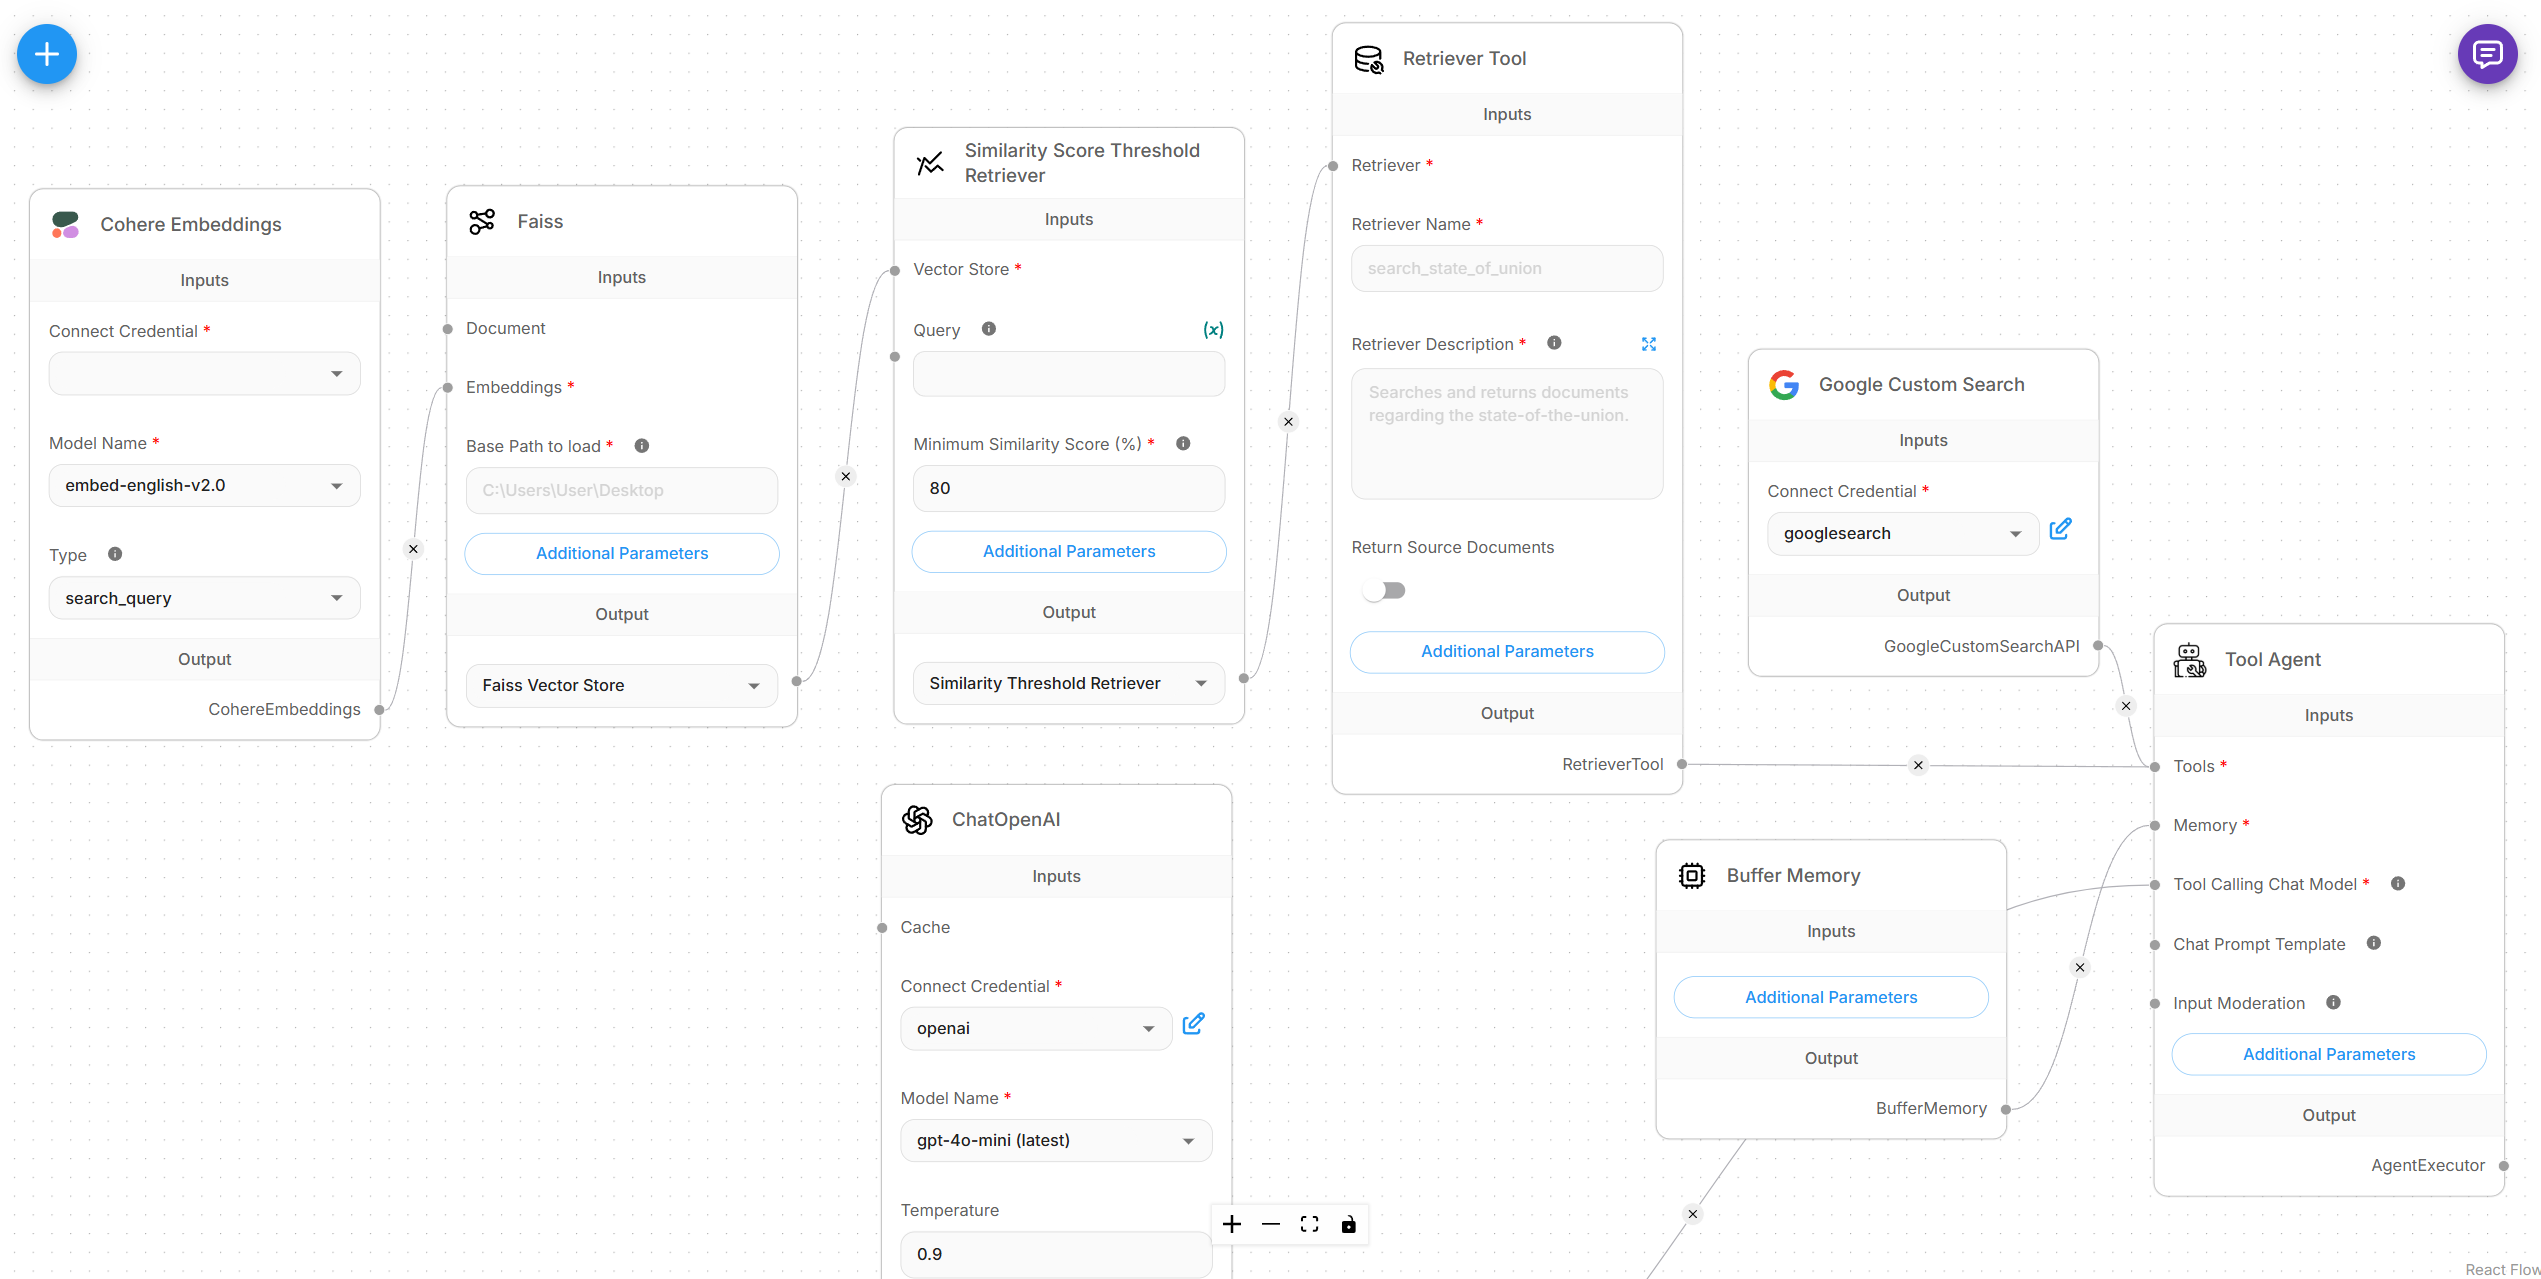 Cohere Embeddings
Inputs
Connect Credential *
Model Name *
embed-english-v2.0
Type
search_query
Output
CohereEmbeddings
Faiss
Inputs
Document
Embeddings *
Base Path to load *
C:\Users\User\Desktop
Additional Parameters
Output
Faiss Vector Store
Similarity Score Threshold
Retriever
Inputs
Vector Store *
Query
(x)
Minimum Similarity Score (%) *
80
Additional Parameters
Output
Similarity Threshold Retriever
Retriever Tool
Inputs
Retriever *
Retriever Name *
search_state_of_union
Retriever Description *
Searches and returns documents
regarding the state-of-the-union.
Return Source Documents
Additional Parameters
Output
RetrieverTool
Google Custom Search
Inputs
Connect Credential *
googlesearch
Output
GoogleCustomSearchAPI
ChatOpenAI
Inputs
Cache
Connect Credential *
openai
Model Name *
gpt-4o-mini (latest)
Temperature
0.9
Buffer Memory
Inputs
Additional Parameters
Output
BufferMemory
Tool Agent
Inputs
Tools *
Memory *
Tool Calling Chat Model *
Chat Prompt Template
Input Moderation
Additional Parameters
Output
AgentExecutor
React Flow